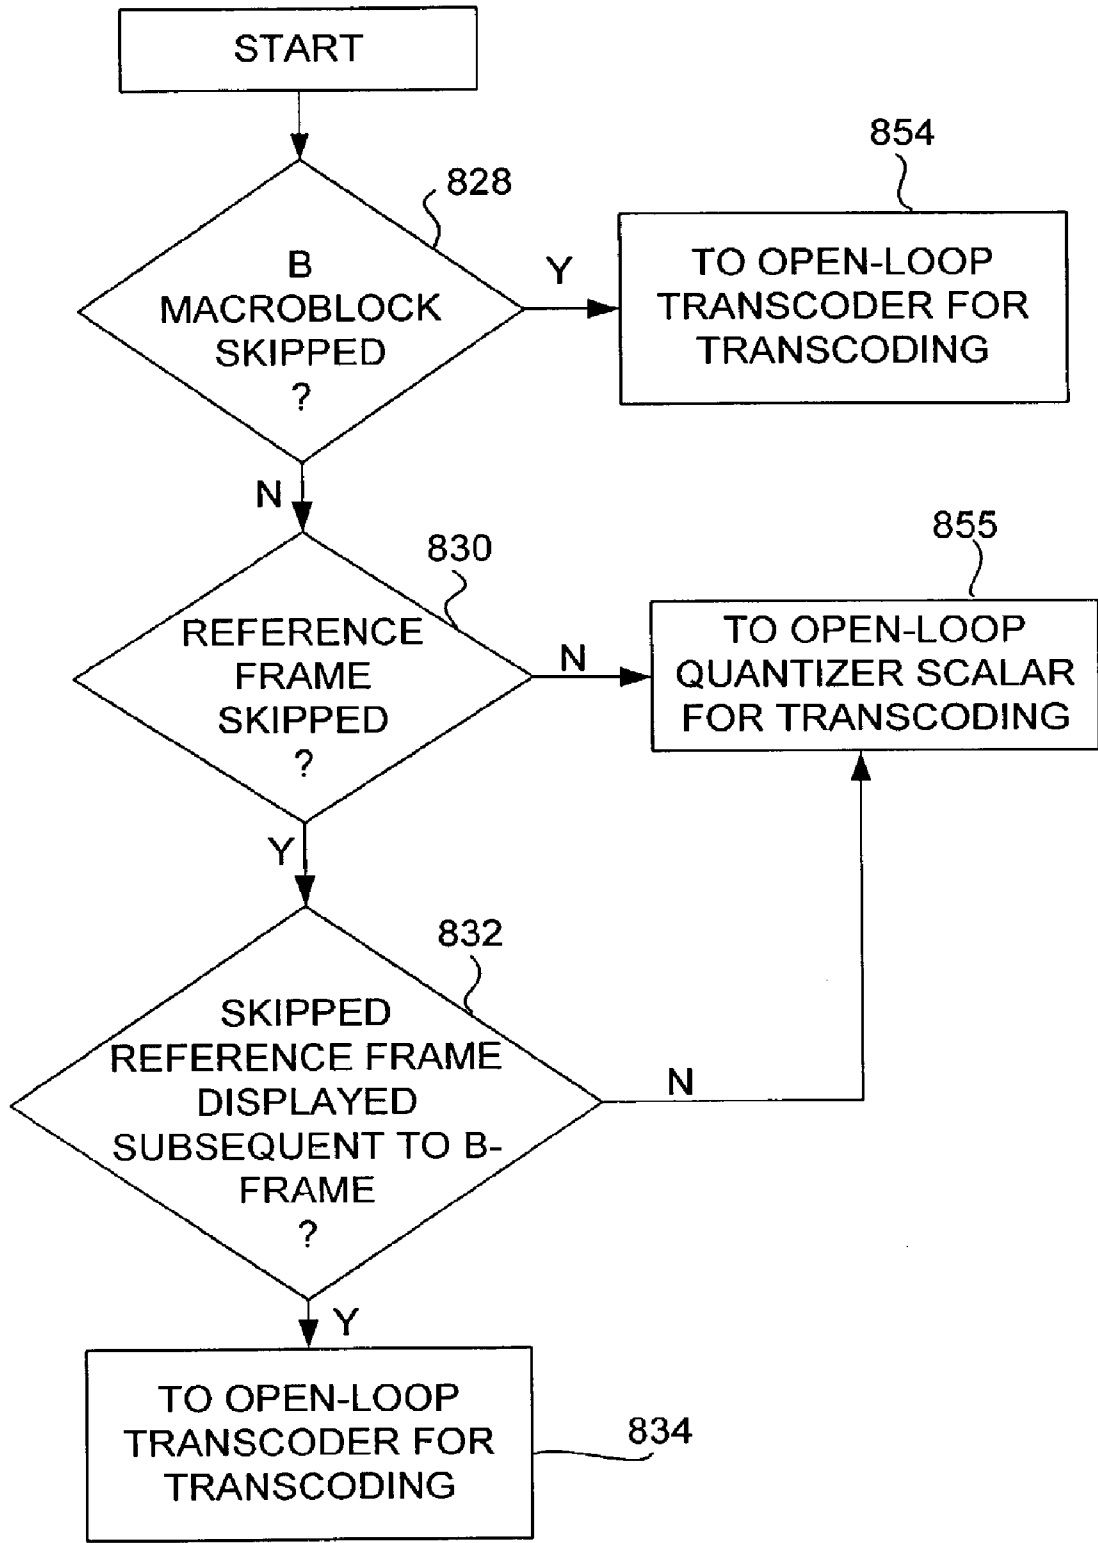 START
828
B
MACROBLOCK
SKIPPED
?
Y
854
TO OPEN-LOOP
TRANSCODER FOR
TRANSCODING
N
830
REFERENCE
FRAME
SKIPPED
?
N
855
TO OPEN-LOOP
QUANTIZER SCALAR
FOR TRANSCODING
Y
832
SKIPPED
REFERENCE FRAME
DISPLAYED
SUBSEQUENT TO B-
FRAME
?
N
Y
TO OPEN-LOOP
TRANSCODER FOR
TRANSCODING
834